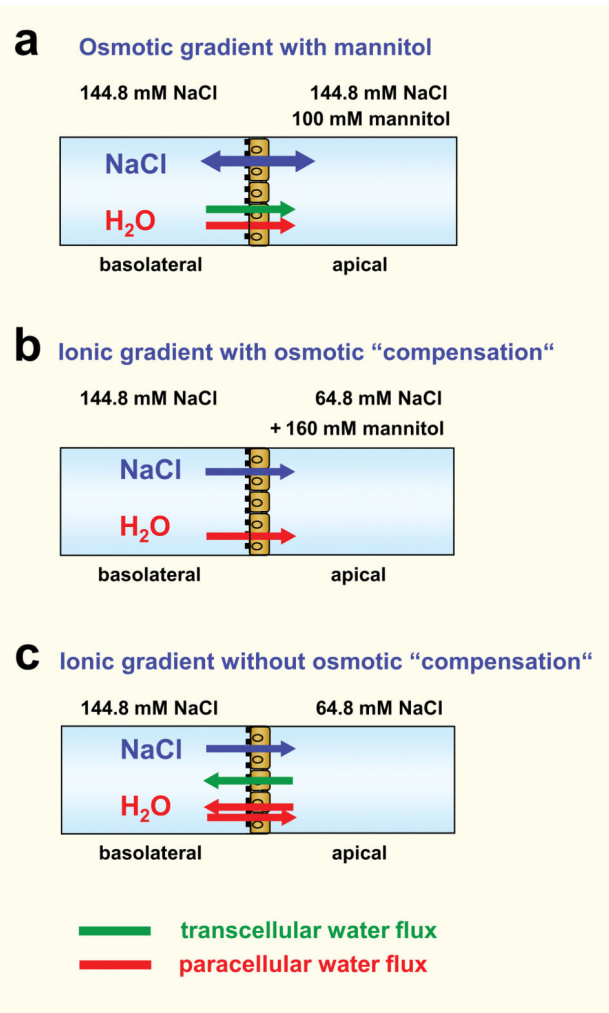 a Osmotic gradient with mannitol
144.8 mM NaCl 144.8 mM NaCl
100 mM mannitol
NaCl
H₂O
basolateral apical
b Ionic gradient with osmotic “compensation“
144.8 mM NaCl 64.8 mM NaCl
+ 160 mM mannitol
NaCl
H₂O
basolateral apical
c Ionic gradient without osmotic “compensation“
144.8 mM NaCl 64.8 mM NaCl
NaCl
H₂O
basolateral apical
transcellular water flux
paracellular water flux